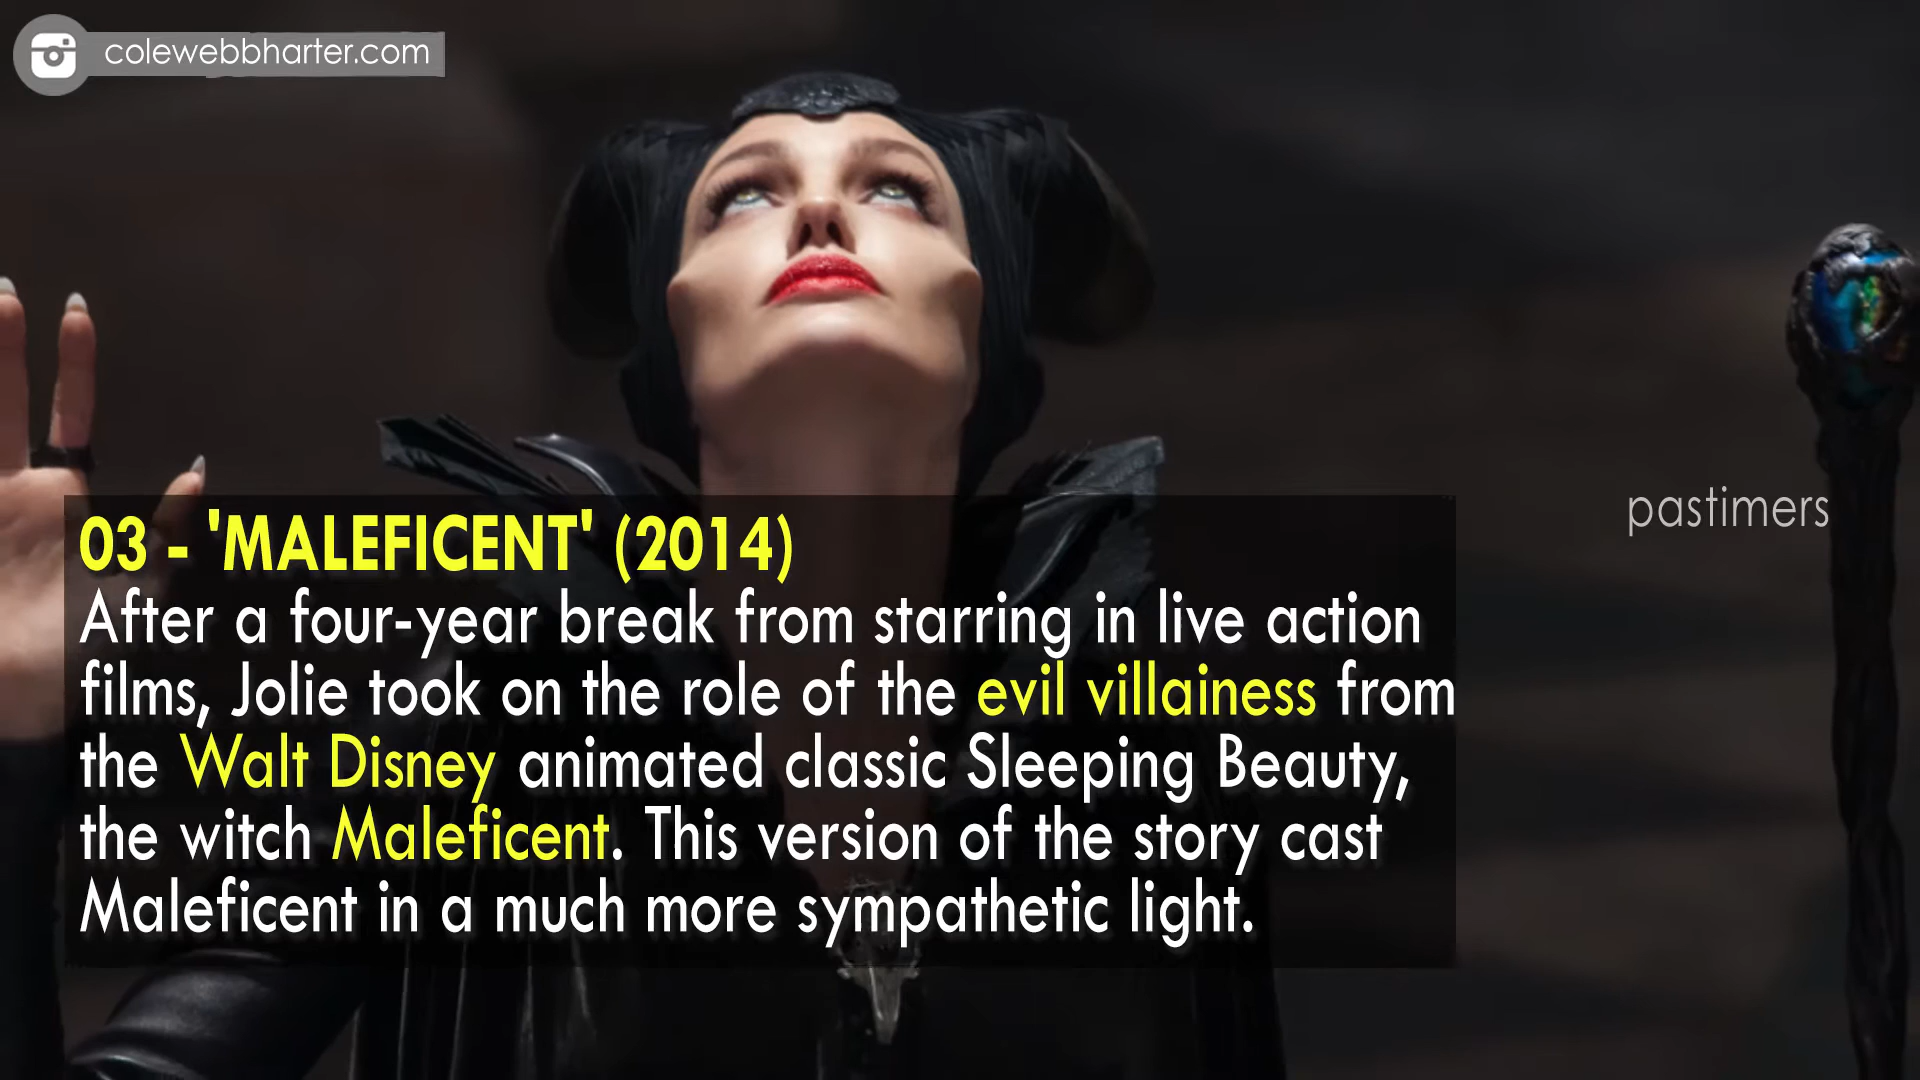 colewebbharter.com
pastimers
03 - 'MALEFICENT' (2014)
After a four-year break from starring in live action
films, Jolie took on the role of the evil villainess from
the Walt Disney animated classic Sleeping Beauty,
the witch Maleficent. This version of the story cast
Maleficent in a much more sympathetic light.